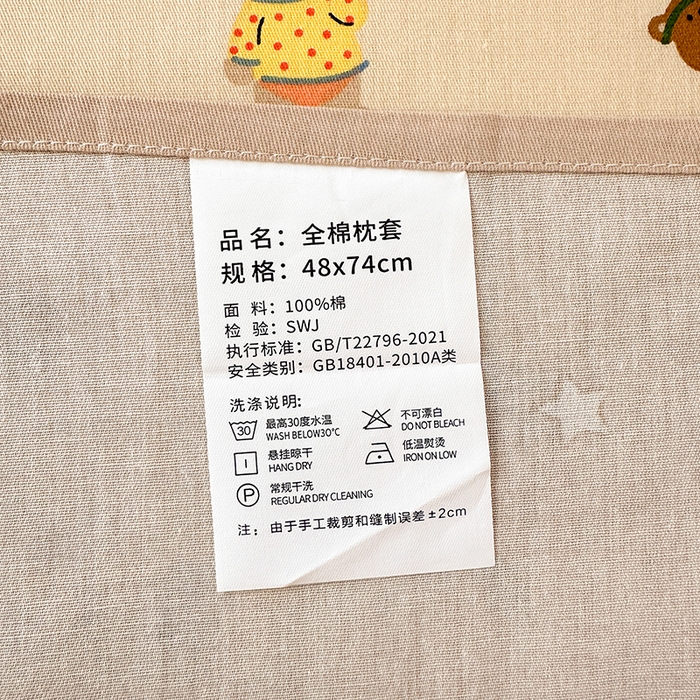 品 名：全棉枕套
规 格：48x74cm
面 料：100%棉
检 验：SWJ
执行标准：GB/T22796-2021
安全类别：GB18401-2010A类
洗涤说明：
30 最高30度水温 不可漂白
WASH BELOW30°C DO NOT BLEACH
悬挂晾干 低温熨烫
HANG DRY IRON ON LOW
P 常规干洗
REGULAR DRY CLEANING
注：由于手工裁剪和缝制误差±2cm